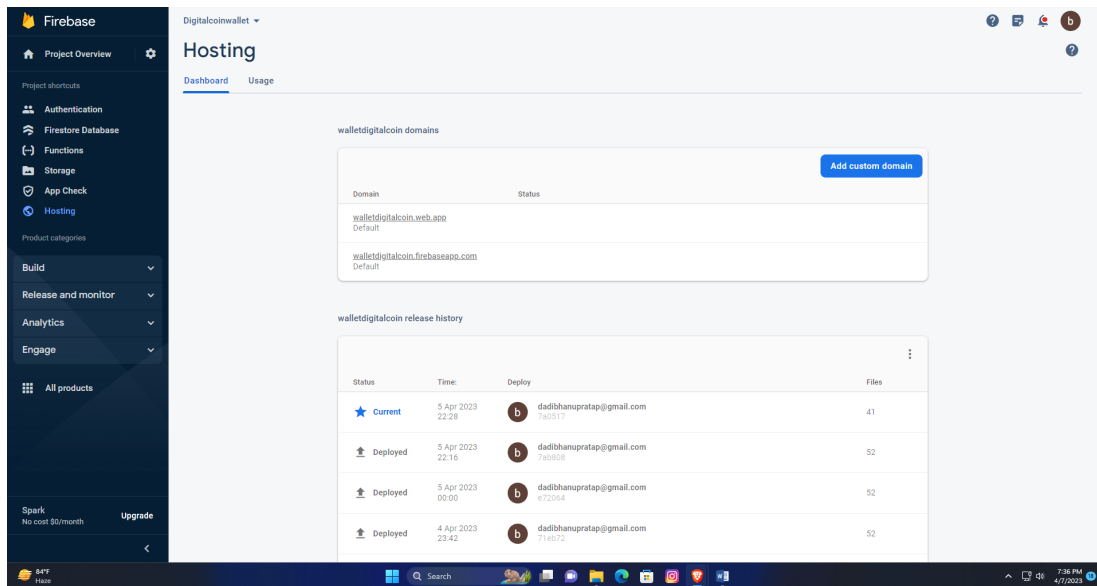 Firebase
Digitalcoinwallet
b
Project Overview
Hosting
Dashboard Usage
Project shortcuts
Authentication
Firestore Database
Functions
Storage
App Check
Hosting
Product categories
Build
Release and monitor
Analytics
Engage
All products
Spark
No cost $0/month
Upgrade
walletdigitalcoin domains
Add custom domain
Domain Status
walletdigitalcoin.web.app
Default
walletdigitalcoin.firebaseapp.com
Default
walletdigitalcoin release history
Status Time: Deploy Files
Current 5 Apr 2023 b dadibhanupratap@gmail.com 41
22:28 7a0517
Deployed 5 Apr 2023 b dadibhanupratap@gmail.com 52
22:16 7ab808
Deployed 5 Apr 2023 b dadibhanupratap@gmail.com 52
00:00 e72064
Deployed 4 Apr 2023 b dadibhanupratap@gmail.com 52
23:42 71eb72
84°F
Haze
Search
7:36 PM
4/7/2023